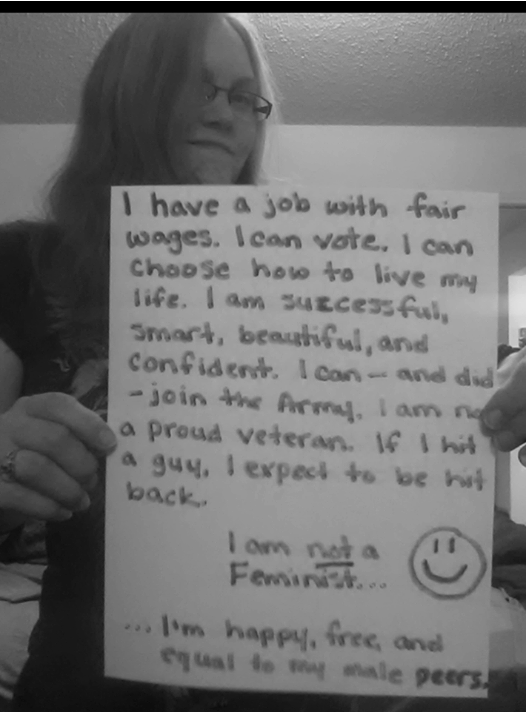 I have a job with fair
wages. I can vote. I can
choose how to live my
life. I am successful,
smart, beautiful, and
confident. I can – and did
– join the Army. I am
a proud veteran. If I hit
a guy, I expect to be hit
back.
I am not a
Feminist...
... I'm happy, free, and
equal to my male peers.